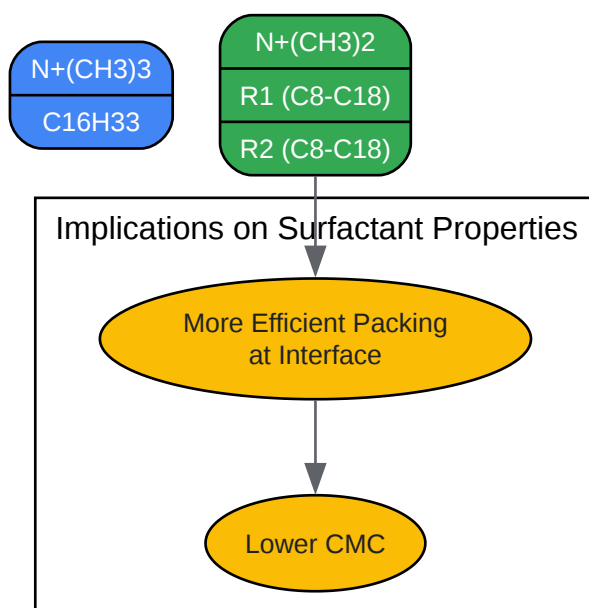 N+(CH3)3
C16H33
N+(CH3)2
R1 (C8-C18)
R2 (C8-C18)
Implications on Surfactant Properties
More Efficient Packing
at Interface
Lower CMC